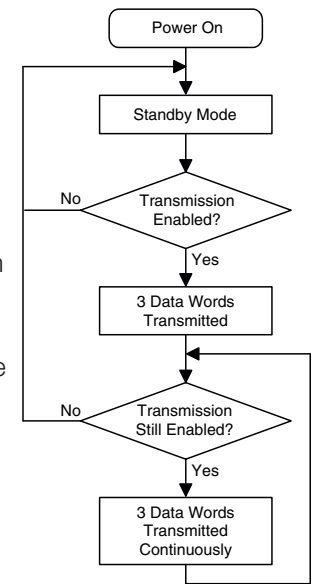 Power On
Standby Mode
No
Transmission
Enabled?
Yes
3 Data Words
Transmitted
No
Transmission
Still Enabled?
Yes
3 Data Words
Transmitted
Continuously